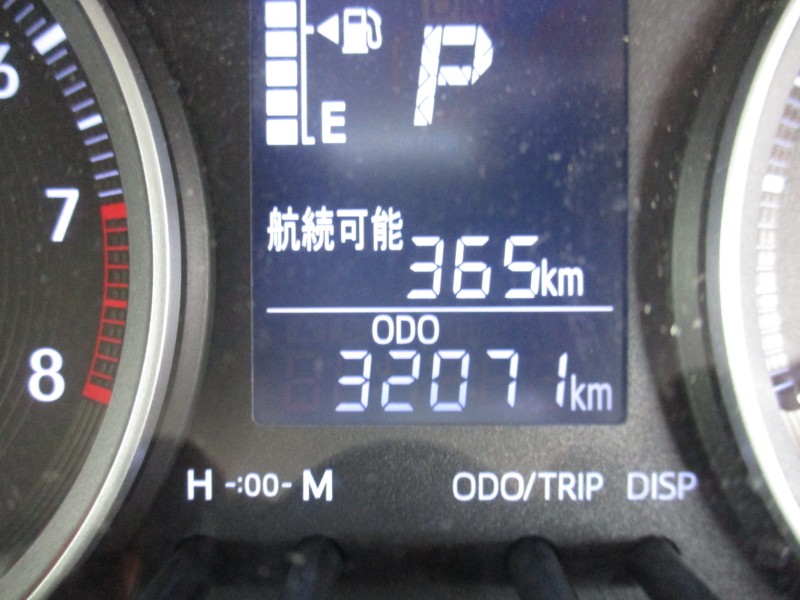 6
7
8
P
E
航続可能
365km
ODO
32071km
H -:00- M ODO/TRIP DISP